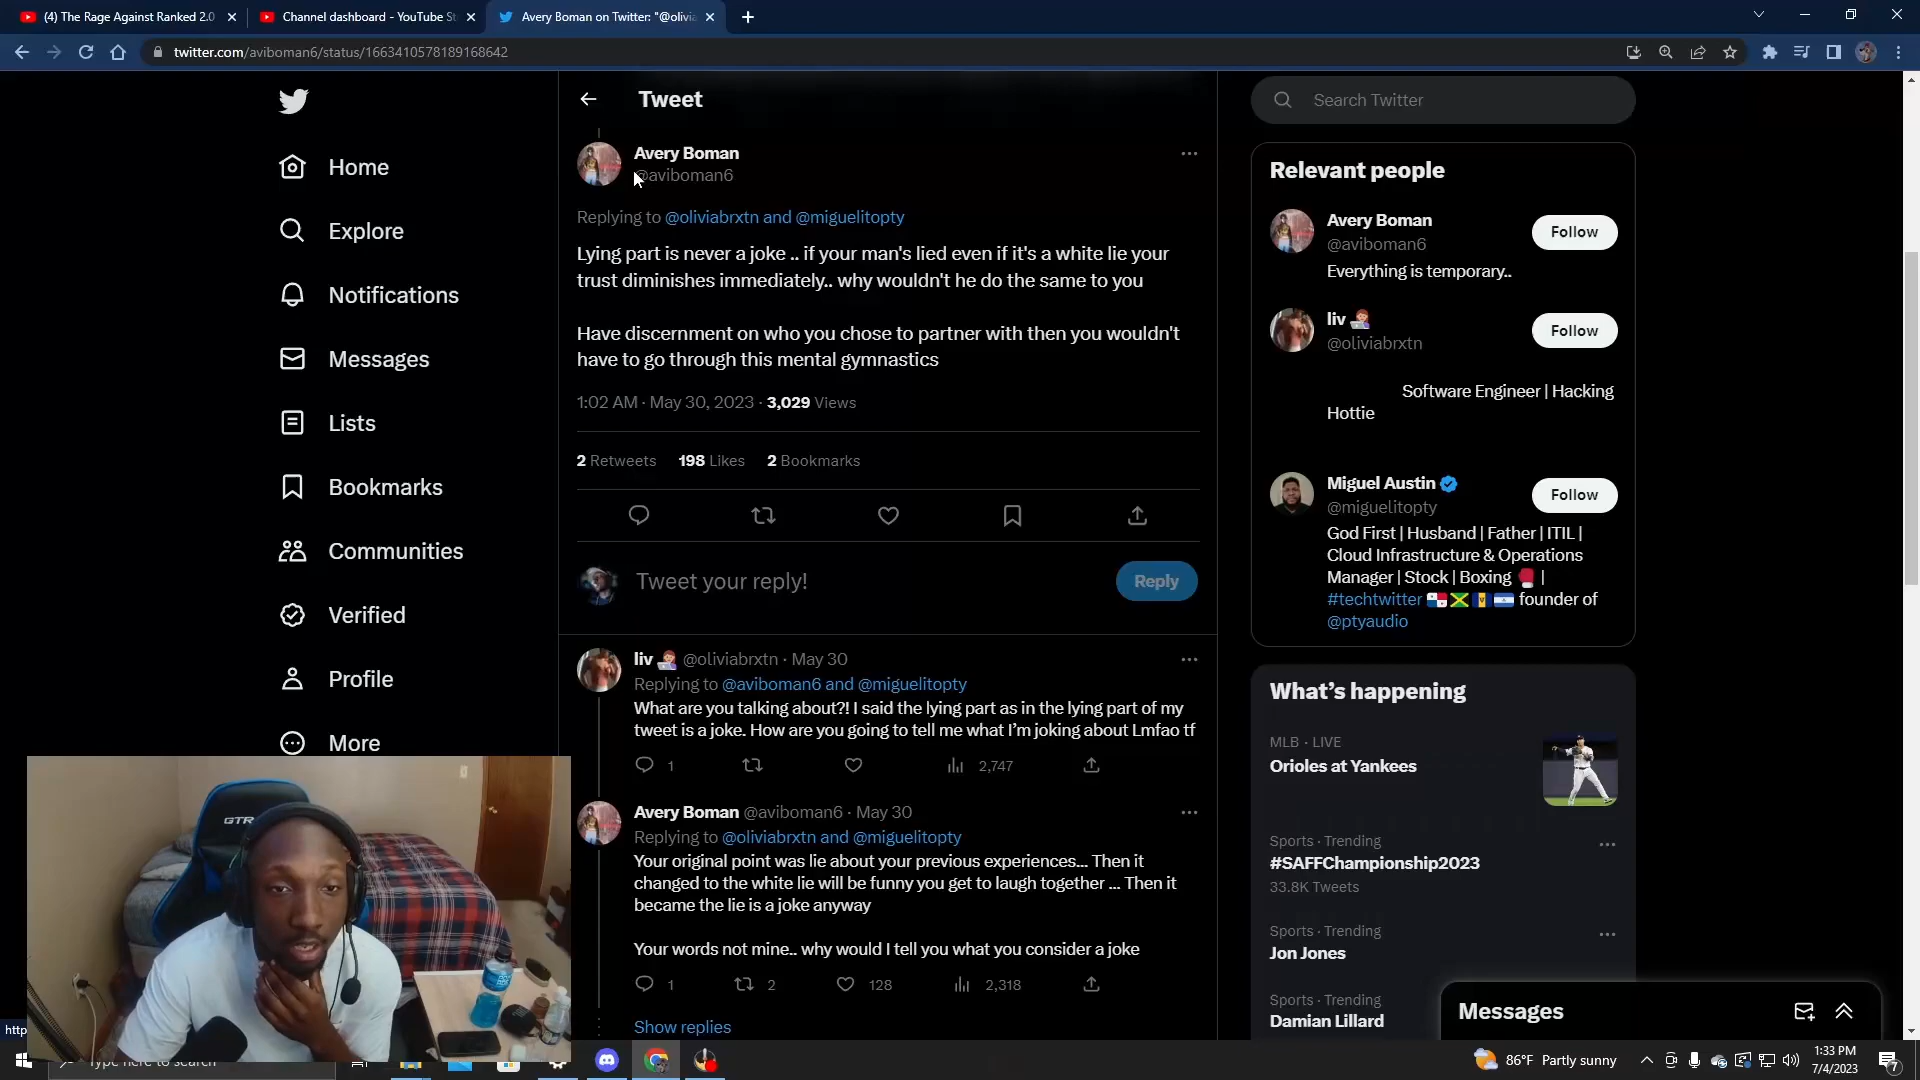 (4) The Rage Against Ranked 2.0
Channel dashboard - YouTube St
Avery Boman on Twitter: "@olivia
twitter.com/aviboman6/status/1663410578189168642
Home
Explore
Notifications
Messages
Lists
Bookmarks
Communities
Verified
Profile
More
Tweet
Avery Boman
@aviboman6
Replying to @oliviabrxtn and @miguelitopty
Lying part is never a joke .. if your man's lied even if it's a white lie your
trust diminishes immediately.. why wouldn't he do the same to you
Have discernment on who you chose to partner with then you wouldn't
have to go through this mental gymnastics
1:02 AM · May 30, 2023 · 3,029 Views
2 Retweets 198 Likes 2 Bookmarks
Tweet your reply!
Reply
liv @oliviabrxtn · May 30
Replying to @aviboman6 and @miguelitopty
What are you talking about?! I said the lying part as in the lying part of my
tweet is a joke. How are you going to tell me what I'm joking about Lmfao tf
1 2,747
Avery Boman @aviboman6 · May 30
Replying to @oliviabrxtn and @miguelitopty
Your original point was lie about your previous experiences... Then it
changed to the white lie will be funny you get to laugh together ... Then it
became the lie is a joke anyway
Your words not mine.. why would I tell you what you consider a joke
1 2 128 2,318
Show replies
Search Twitter
Relevant people
Avery Boman
@aviboman6
Follow
Everything is temporary..
liv
@oliviabrxtn
Follow
Software Engineer | Hacking
Hottie
Miguel Austin
@miguelitopty
Follow
God First | Husband | Father | ITIL |
Cloud Infrastructure & Operations
Manager | Stock | Boxing |
#techtwitter founder of
@ptyaudio
What's happening
MLB · LIVE
Orioles at Yankees
Sports · Trending
#SAFFChampionship2023
33.8K Tweets
Sports · Trending
Jon Jones
Sports · Trending
Damian Lillard
Messages
GTR
http
Type here to search
86°F Partly sunny
1:33 PM
7/4/2023
7